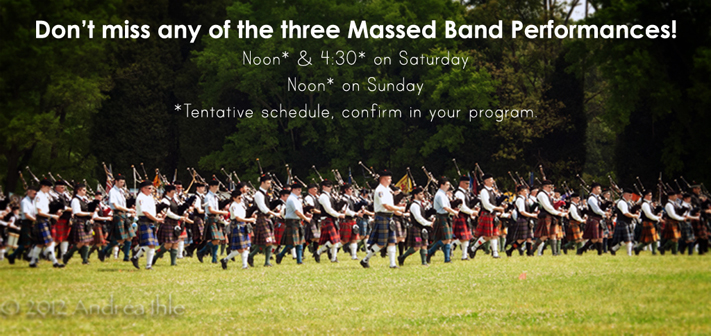 Don't miss any of the three Massed Band Performances!
Noon* & 4:30* on Saturday
Noon* on Sunday
*Tentative schedule, confirm in your program
© 2012 Andrea Ihle